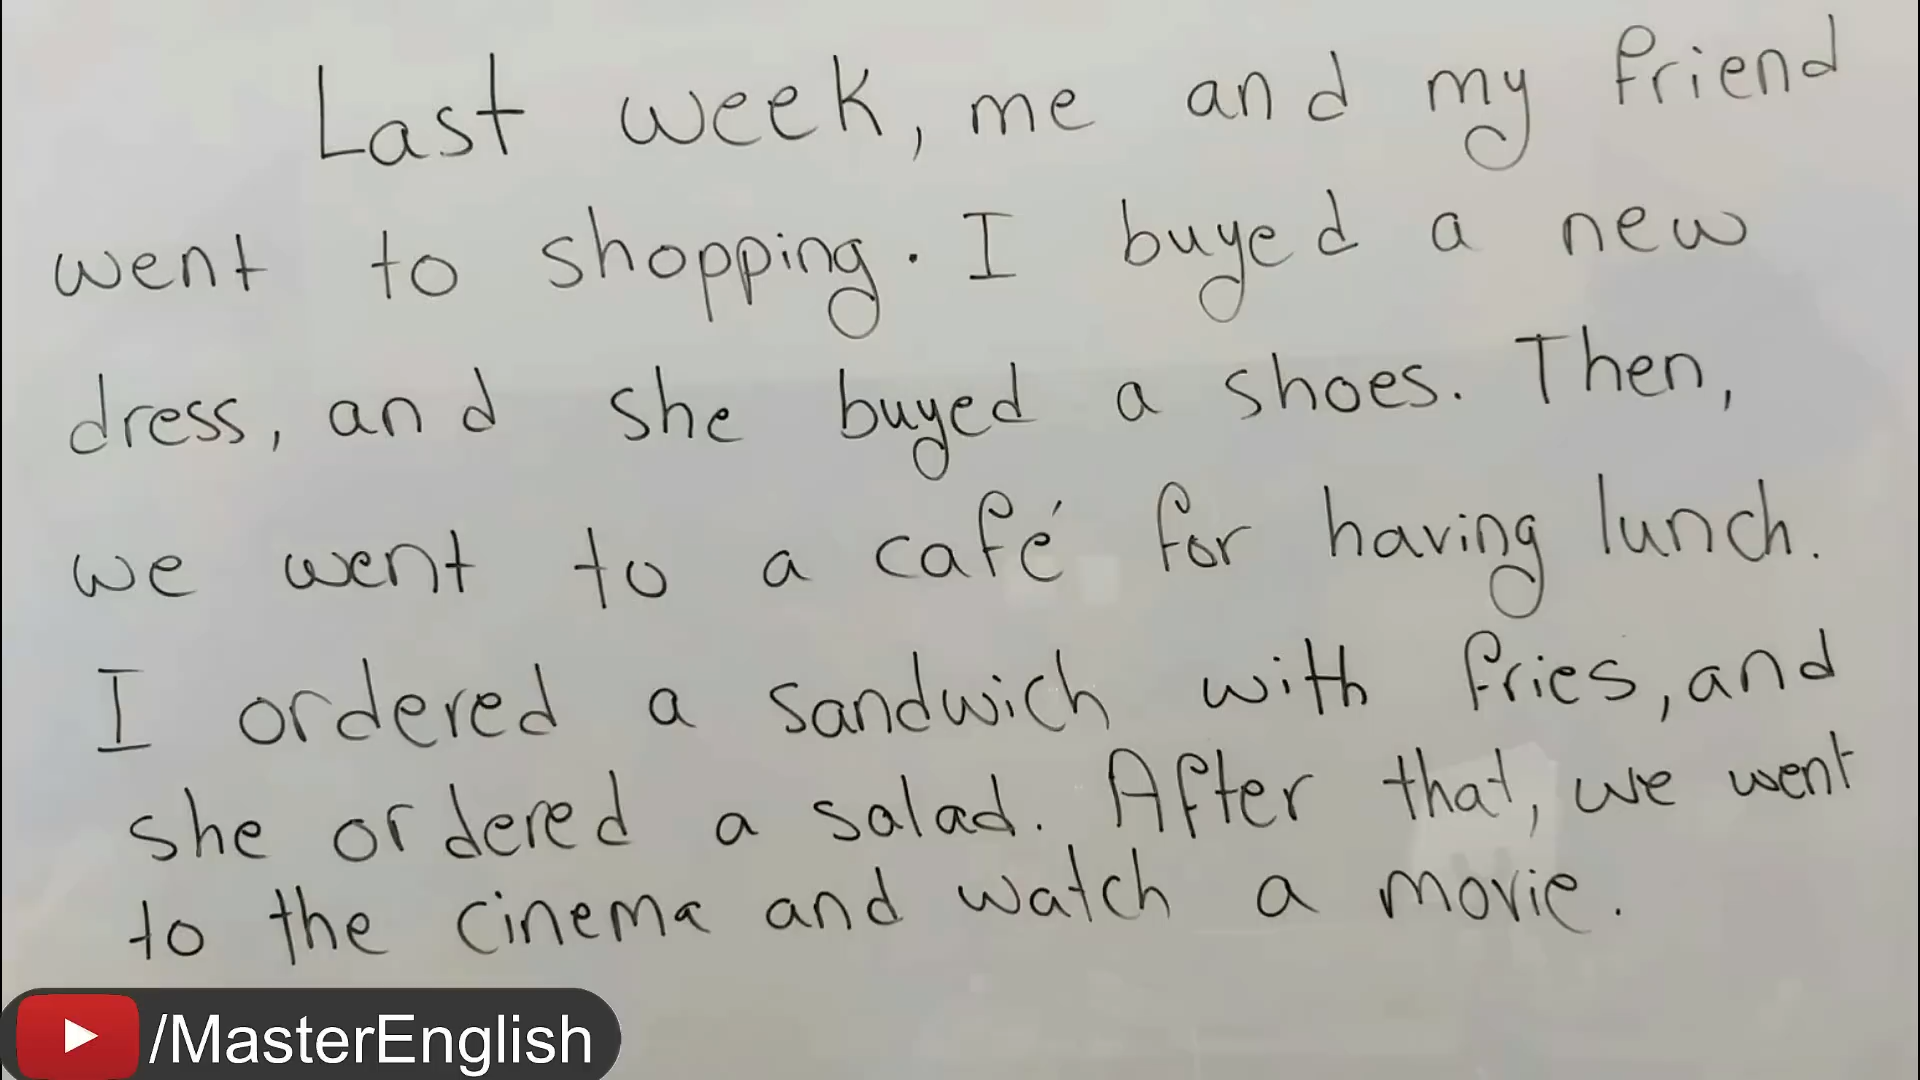 Last week, me and my friend
went to shopping. I buyed a new
dress, and she buyed a shoes. Then,
we went to a café for having lunch.
I ordered a sandwich with fries, and
she ordered a salad. After that, we went
to the cinema and watch a movie.
/MasterEnglish